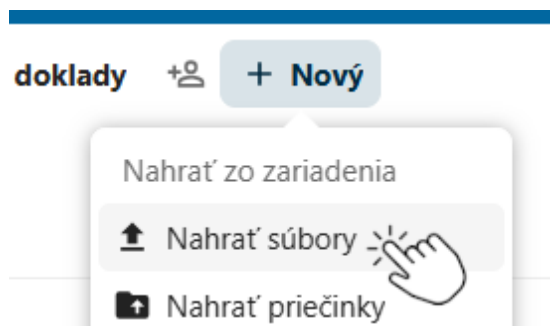 doklady + Nový
Nahrať zo zariadenia
Nahrať súbory
Nahrať priečinky